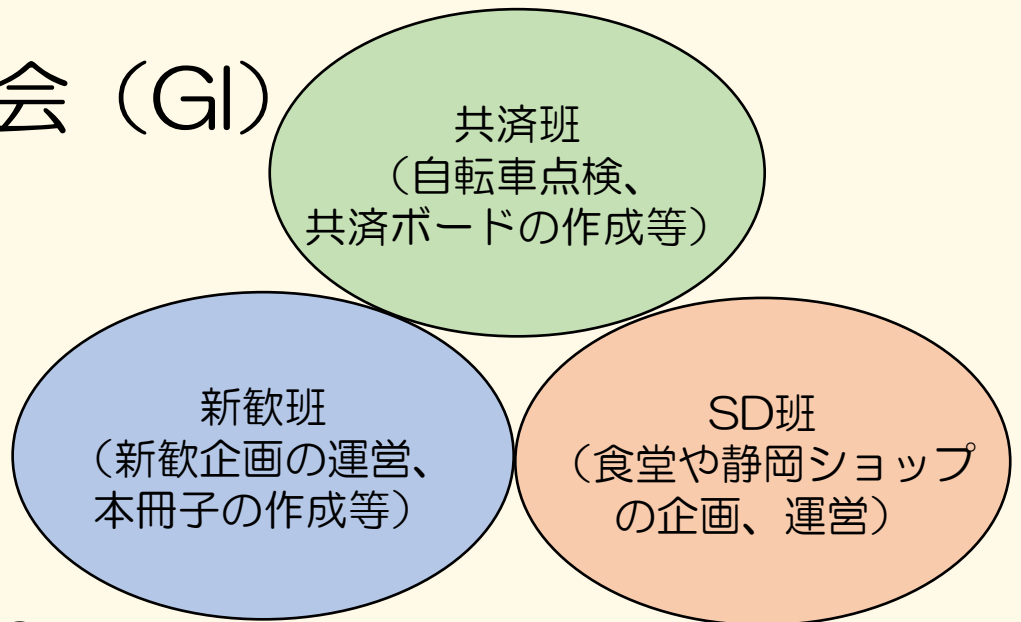 会（GI）
共済班
（自転車点検、
共済ボードの作成等）
新歓班
（新歓企画の運営、
本冊子の作成等）
SD班
（食堂や静岡ショップ
の企画、運営）